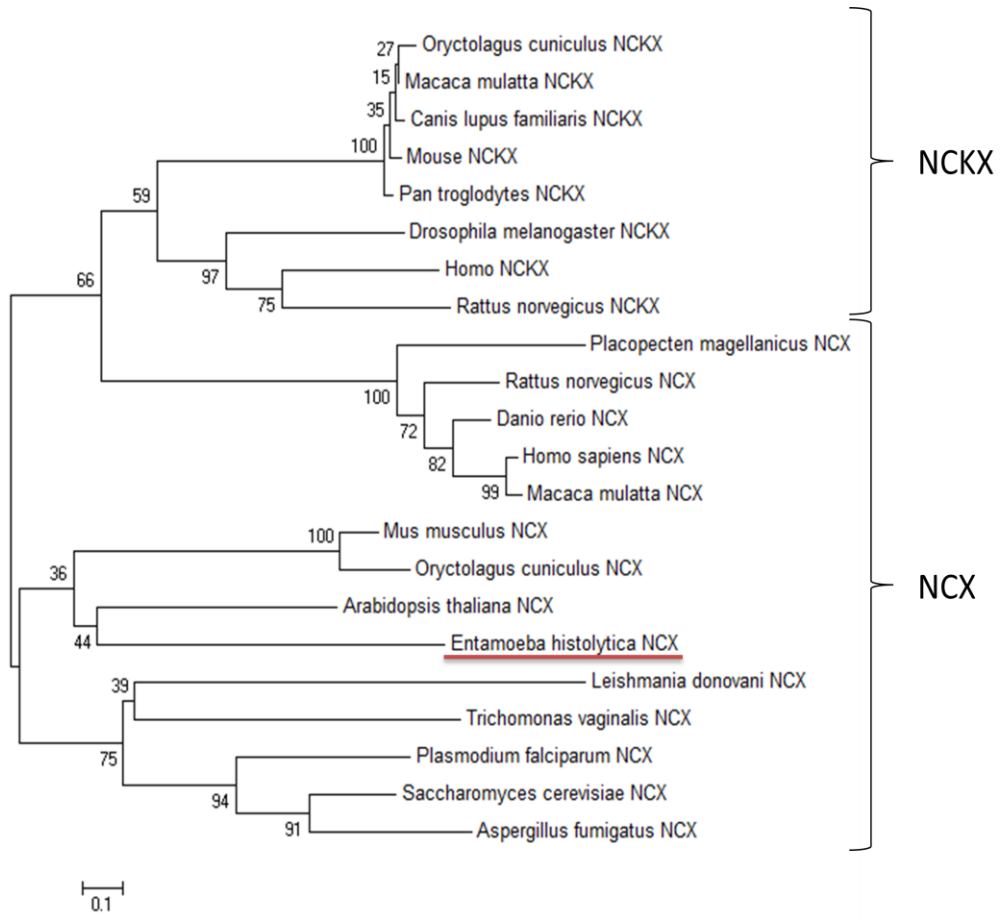 27
Oryctolagus cuniculus NCKX
15
Macaca mulatta NCKX
35
Canis lupus familiaris NCKX
100
Mouse NCKX
Pan troglodytes NCKX
NCKX
59
Drosophila melanogaster NCKX
97
Homo NCKX
66
75
Rattus norvegicus NCKX
Placopecten magellanicus NCX
100
Rattus norvegicus NCX
72
Danio rerio NCX
82
Homo sapiens NCX
99
Macaca mulatta NCX
100
Mus musculus NCX
Oryctolagus cuniculus NCX
36
NCX
Arabidopsis thaliana NCX
44
Entamoeba histolytica NCX
39
Leishmania donovani NCX
Trichomonas vaginalis NCX
75
Plasmodium falciparum NCX
94
Saccharomyces cerevisiae NCX
91
Aspergillus fumigatus NCX
0.1